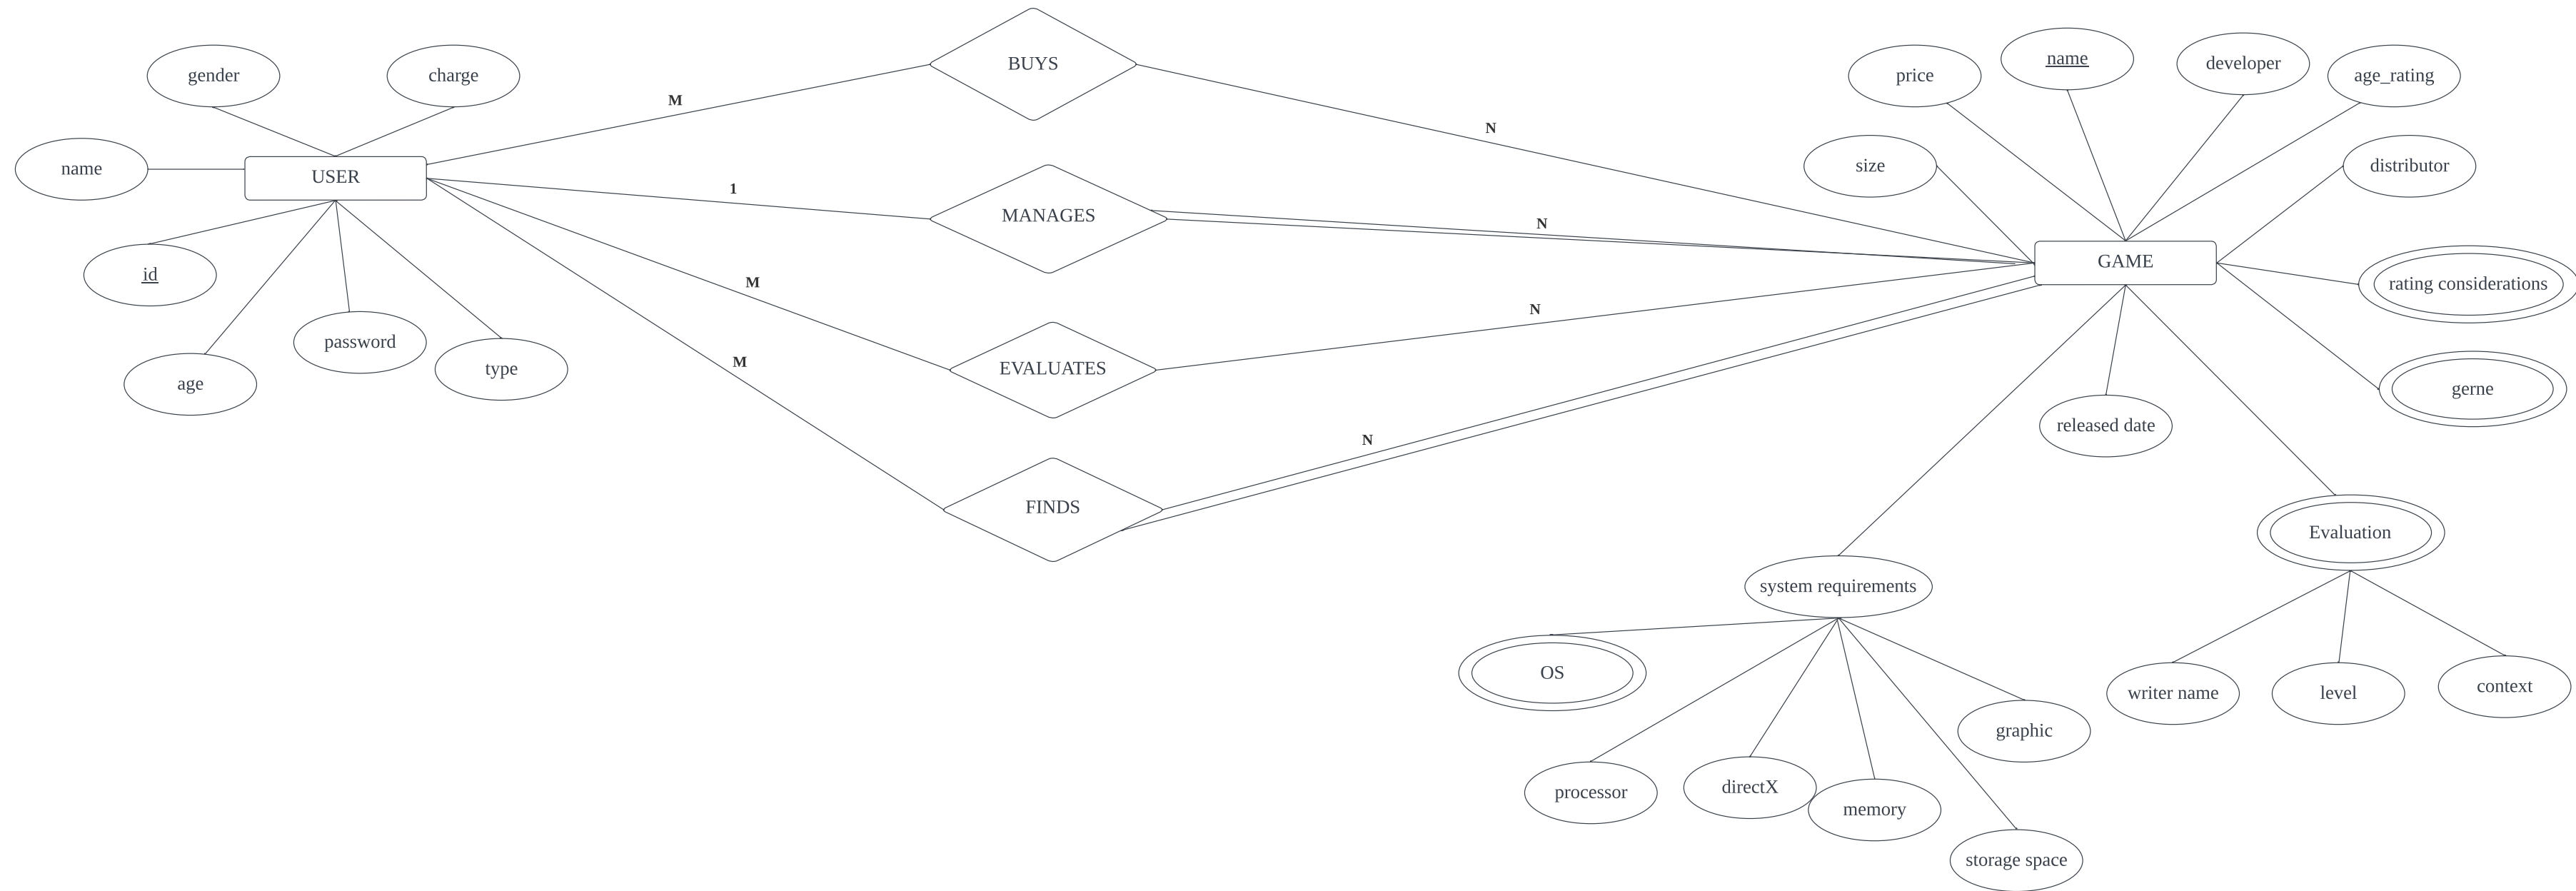 BUYS
name
developer
gender
charge
price
age_rating
M
N
name
USER
size
distributor
1
MANAGES
N
GAME
id
M
rating considerations
N
password
M
EVALUATES
type
age
gerne
N
released date
FINDS
Evaluation
system requirements
OS
writer name
level
context
graphic
processor
directX
memory
storage space